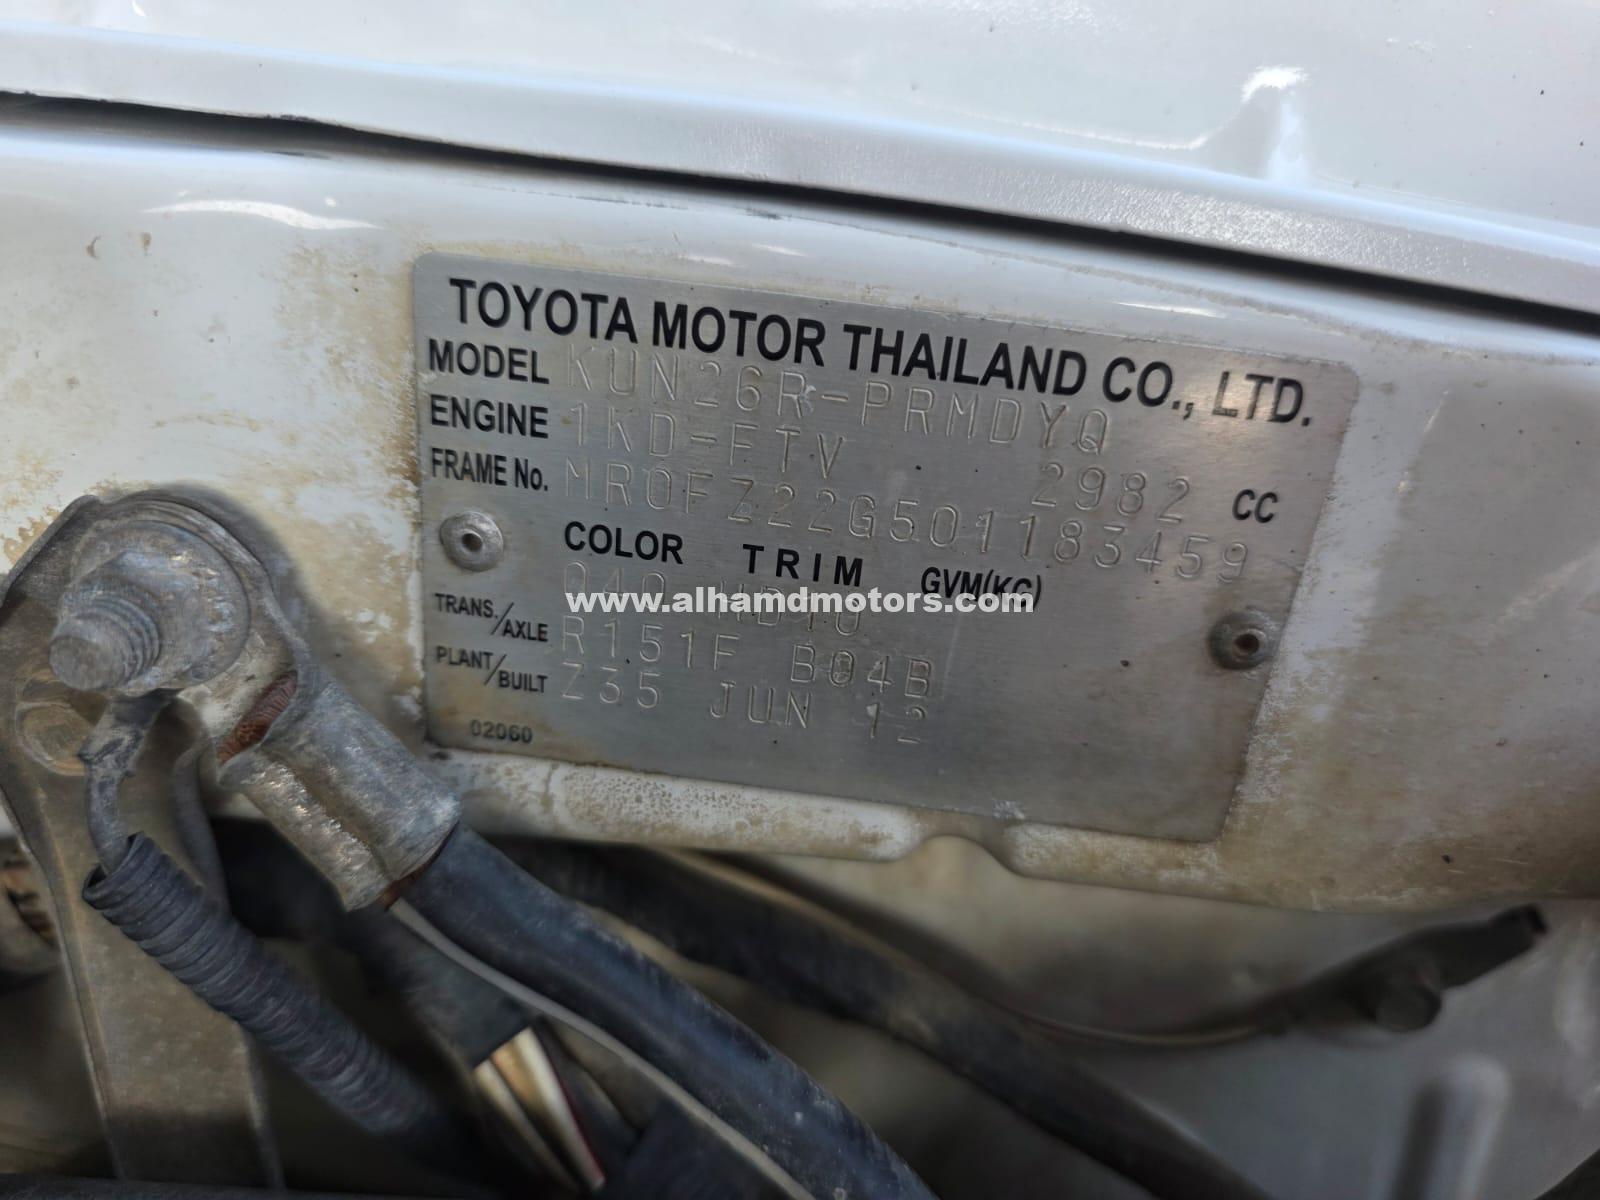 TOYOTA MOTOR THAILAND CO., LTD.
MODEL KUN26R-PRMDYQ
ENGINE 1KD-FTV 2982 CC
FRAME No. MR0FZ22G501183459
COLOR TRIM GVM(KG)
040
www.alhamdmotors.com
TRANS./AXLE R151F B04B
PLANT/BUILT Z35 JUN 12
02060